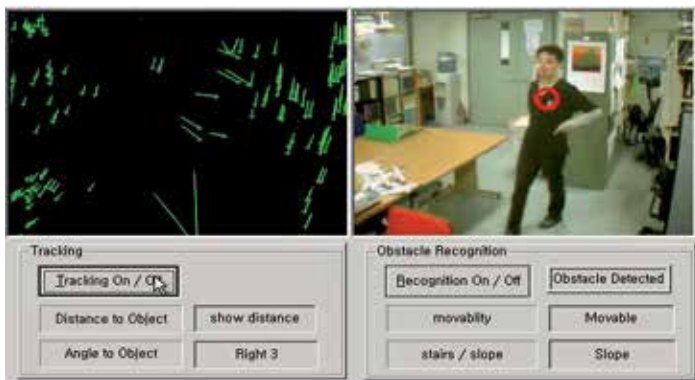 Tracking
Tracking On / Off
Distance to Object
show distance
Angle to Object
Right 3
Obstacle Recognition
Recognition On / Off
Obstacle Detected
movablity
Movable
stairs / slope
Slope